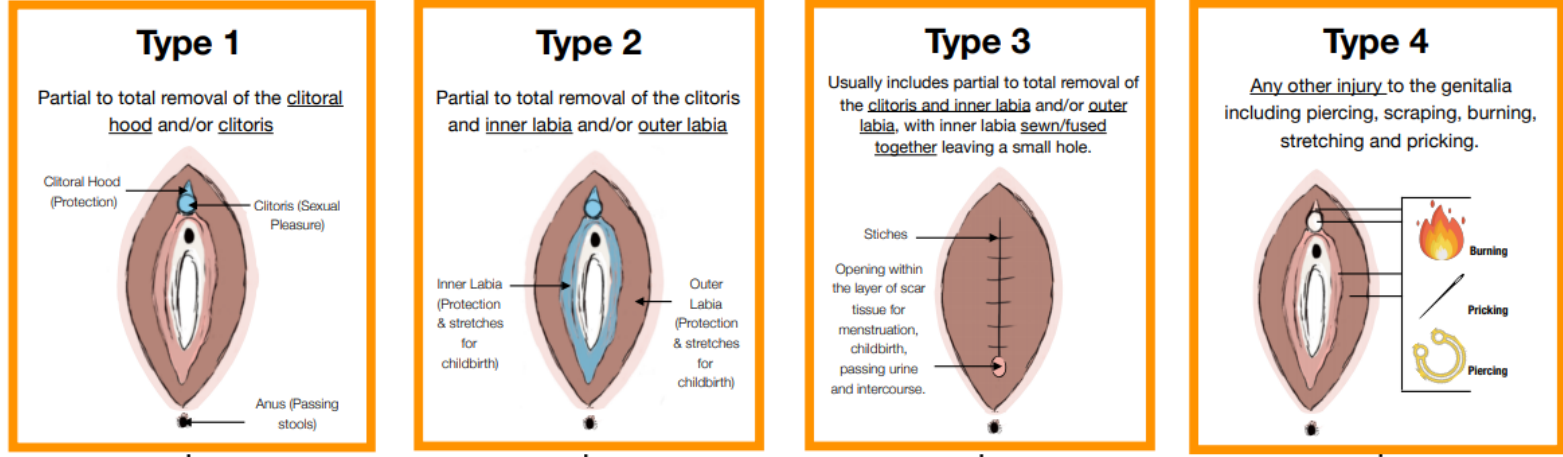 Type 1
Partial to total removal of the clitoral
hood and/or clitoris
Clitoral Hood
(Protection)
Clitoris (Sexual
Pleasure)
Anus (Passing
stools)
Type 2
Partial to total removal of the clitoris
and inner labia and/or outer labia
Inner Labia
(Protection
& stretches
for
childbirth)
Outer
Labia
(Protection
& stretches
for
childbirth)
Type 3
Usually includes partial to total removal of
the clitoris and inner labia and/or outer
labia, with inner labia sewn/fused
together leaving a small hole.
Stiches
Opening within
the layer of scar
tissue for
menstruation,
childbirth,
passing urine
and intercourse.
Type 4
Any other injury to the genitalia
including piercing, scraping, burning,
stretching and pricking.
Burning
Pricking
Piercing